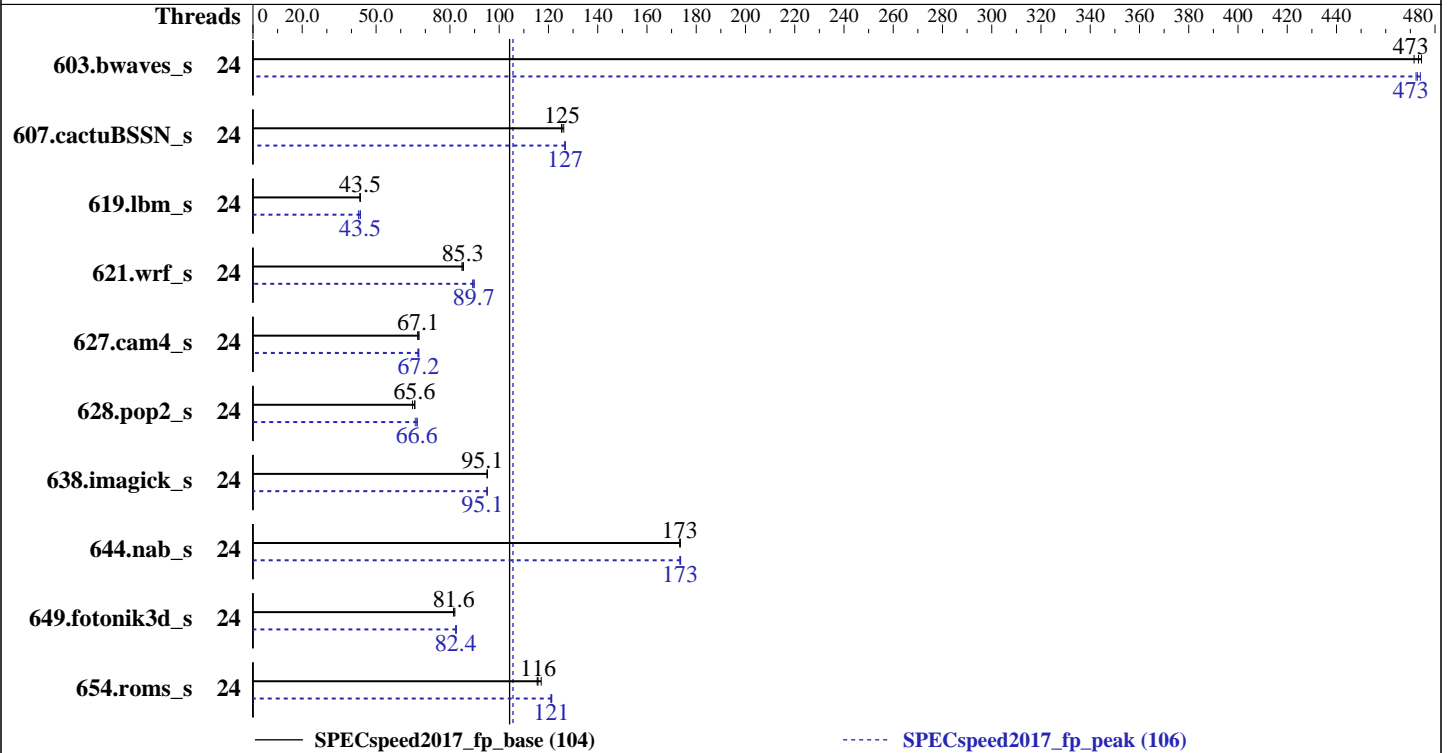 Threads 0 20.0 50.0 80.0 100 120 140 160 180 200 220 240 260 280 300 320 340 360 380 400 420 440 480
473
603.bwaves_s 24
473
125
607.cactuBSSN_s 24
127
43.5
619.lbm_s 24
43.5
85.3
621.wrf_s 24
89.7
67.1
627.cam4_s 24
67.2
65.6
628.pop2_s 24
66.6
95.1
638.imagick_s 24
95.1
173
644.nab_s 24
173
81.6
649.fotonik3d_s 24
82.4
116
654.roms_s 24
121
SPECspeed2017_fp_base (104) SPECspeed2017_fp_peak (106)